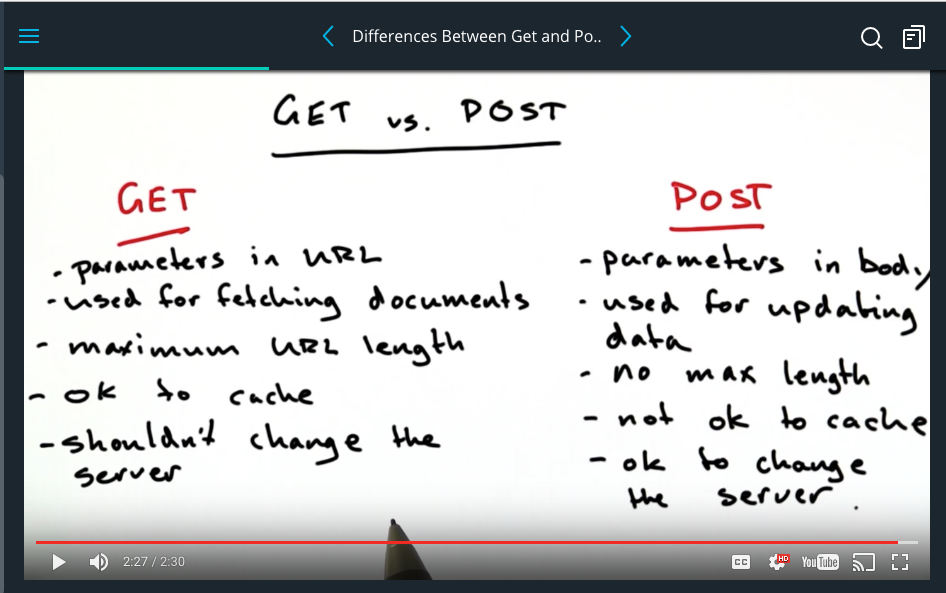 Differences Between Get and Po..
GET vs. POST
GET
- parameters in URL
- used for fetching documents
- maximum URL length
- ok to cache
- shouldn't change the
server
POST
- parameters in body
- used for updating
data
- no max length
- not ok to cache
- ok to change
the server.
2:27 / 2:30
CC
HD
YouTube